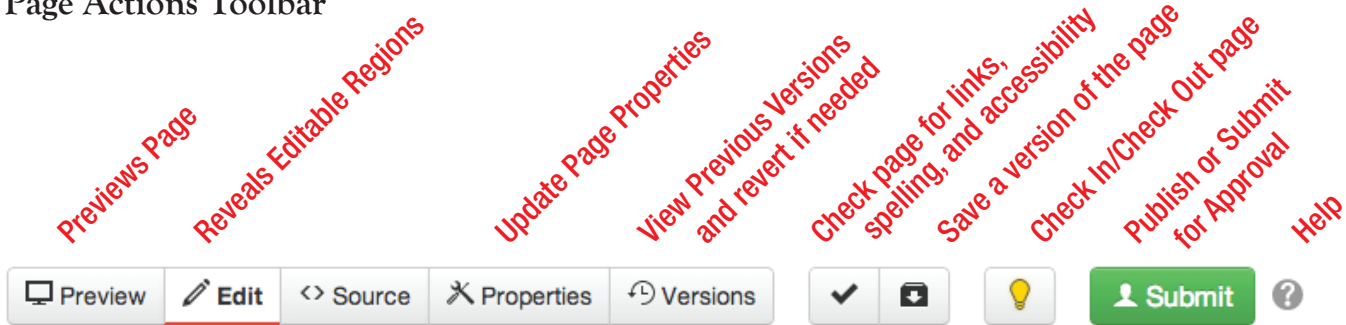 Page Actions Toolbar
Previews Page
Reveals Editable Regions
Update Page Properties
View Previous Versions
and revert if needed
Check page for links,
spelling, and accessibility
Save a version of the page
Check In/Check Out page
Publish or Submit
for Approval
Help
Preview
Edit
Source
Properties
Versions
Submit
?